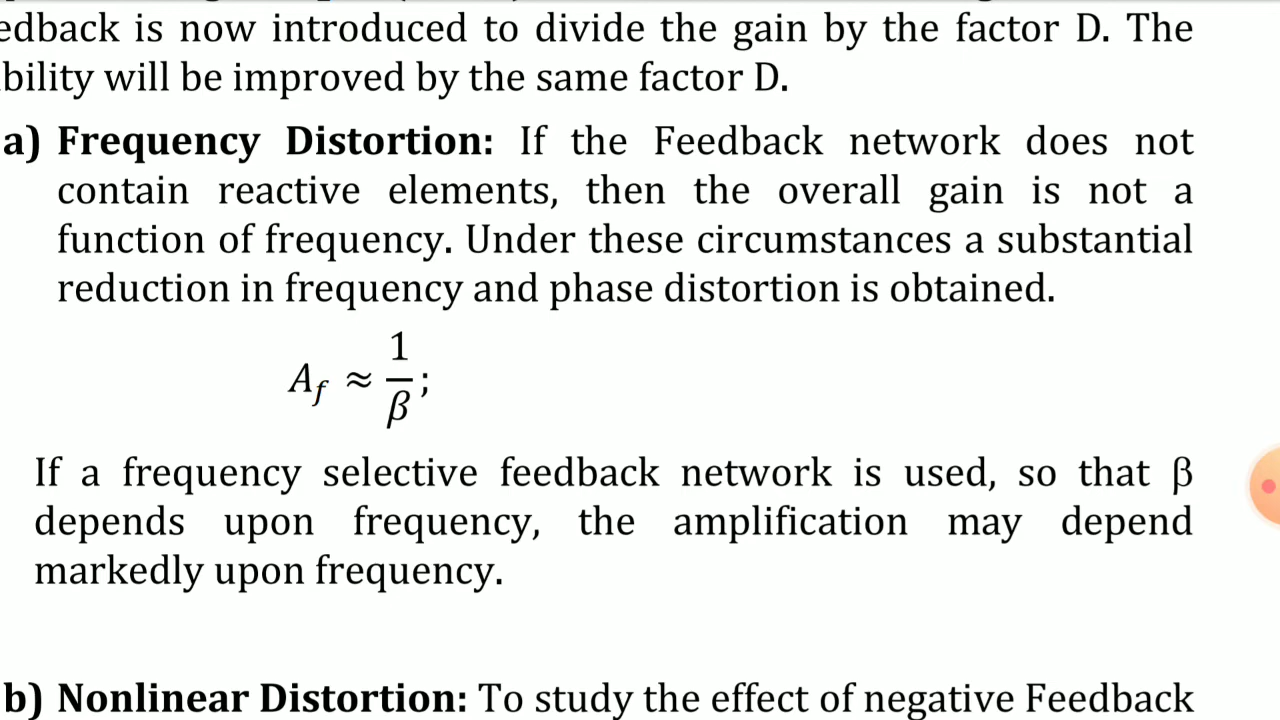 edback is now introduced to divide the gain by the factor D. The
bility will be improved by the same factor D.
a) Frequency Distortion: If the Feedback network does not
contain reactive elements, then the overall gain is not a
function of frequency. Under these circumstances a substantial
reduction in frequency and phase distortion is obtained.
A_f ≈ 1/β;
If a frequency selective feedback network is used, so that β
depends upon frequency, the amplification may depend
markedly upon frequency.
b) Nonlinear Distortion: To study the effect of negative Feedback